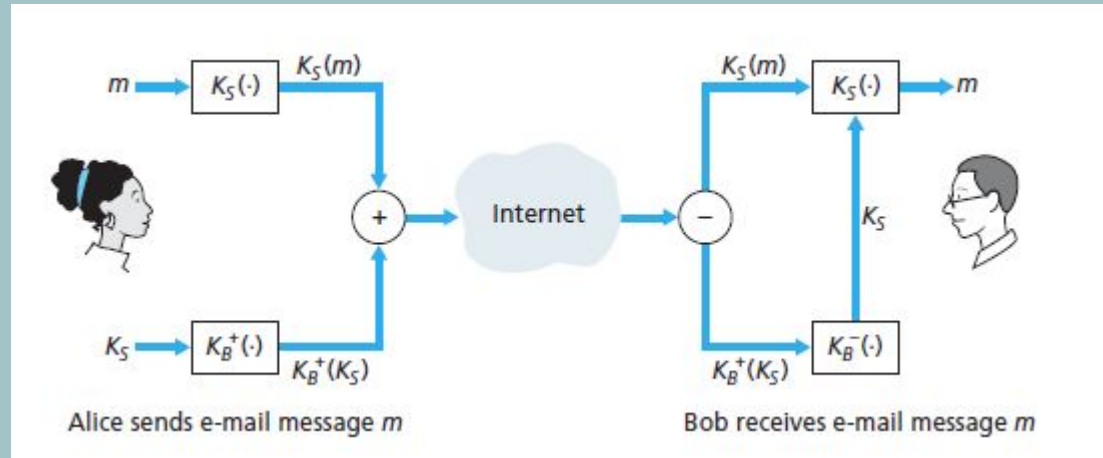 m
K_S(·)
K_S(m)
+
Internet
−
K_S(m)
K_S(·)
m
K_S
K_S
K_B^+(·)
K_B^+(K_S)
K_B^+(K_S)
K_B^−(·)
Alice sends e-mail message m
Bob receives e-mail message m